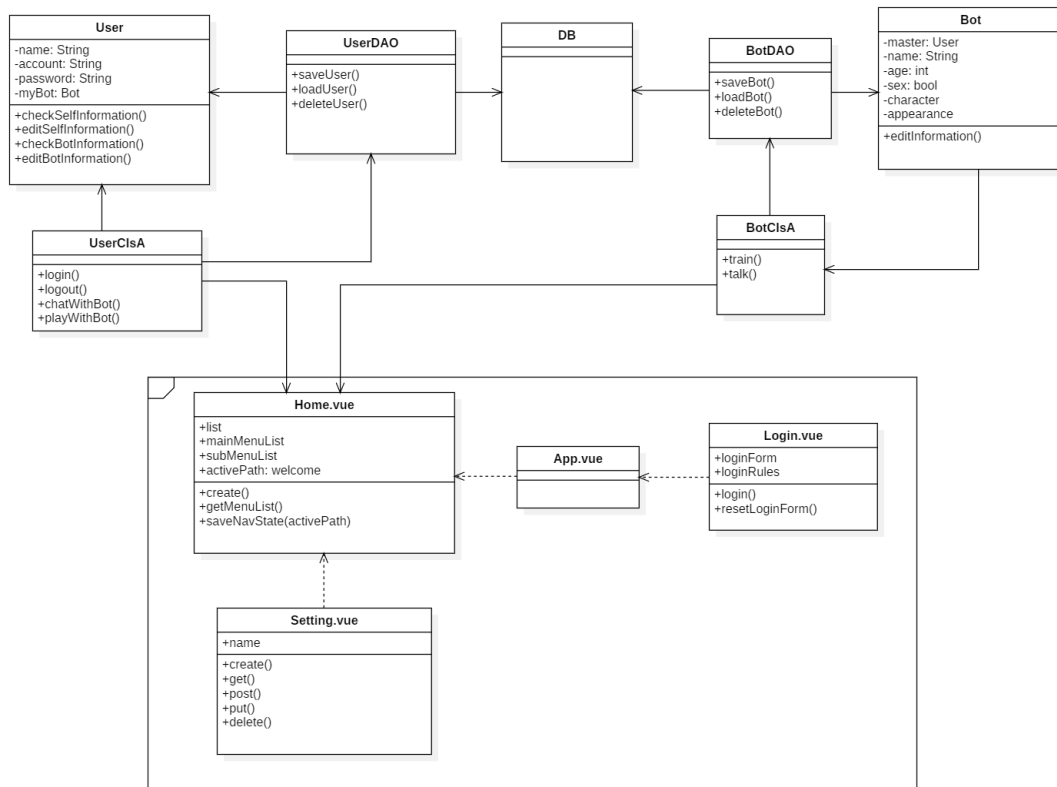 User
-name: String
-account: String
-password: String
-myBot: Bot
+checkSelfInformation()
+editSelfInformation()
+checkBotInformation()
+editBotInformation()
UserDAO
+saveUser()
+loadUser()
+deleteUser()
DB
BotDAO
+saveBot()
+loadBot()
+deleteBot()
Bot
-master: User
-name: String
-age: int
-sex: bool
-character
-appearance
+editInformation()
UserClsA
+login()
+logout()
+chatWithBot()
+playWithBot()
BotClsA
+train()
+talk()
Home.vue
+list
+mainMenuList
+subMenuList
+activePath: welcome
+create()
+getMenuList()
+saveNavState(activePath)
App.vue
Login.vue
+loginForm
+loginRules
+login()
+resetLoginForm()
Setting.vue
+name
+create()
+get()
+post()
+put()
+delete()